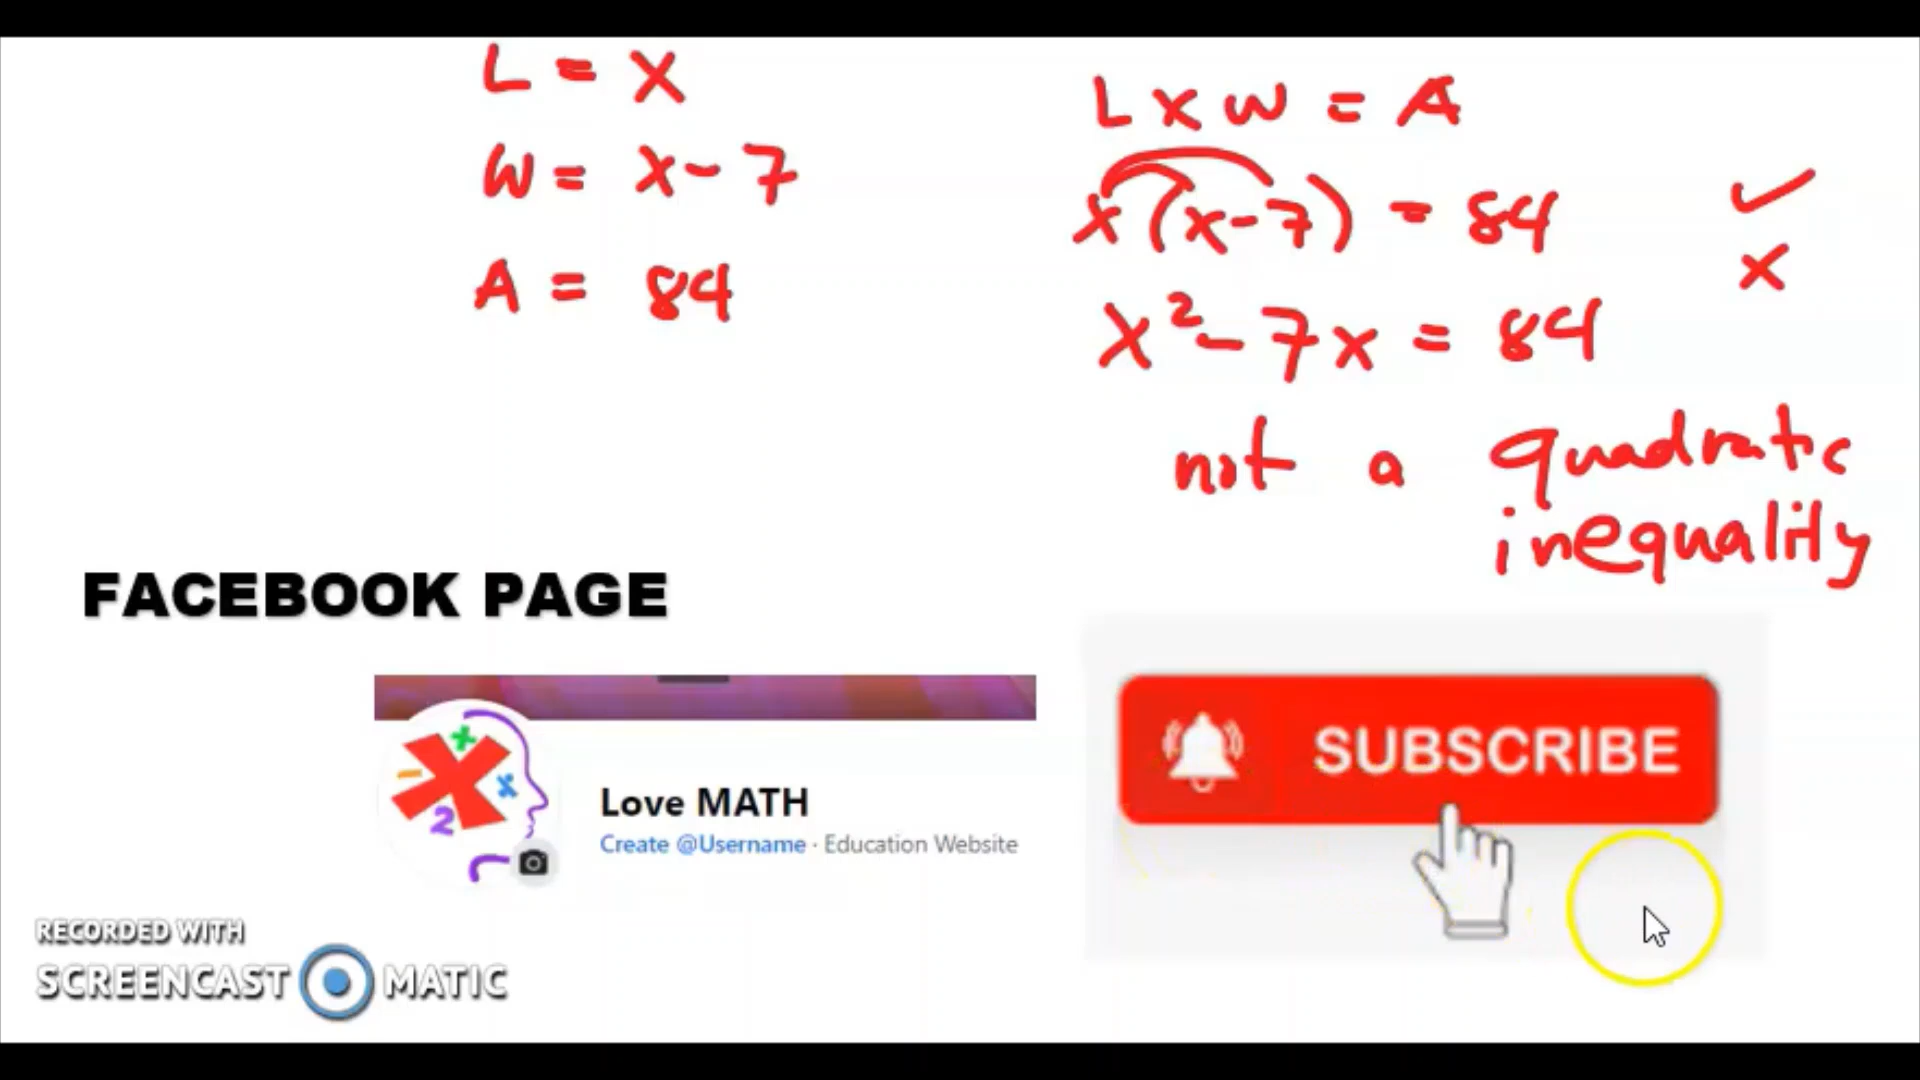 L = x
W = x - 7
A = 84
L x W = A
x(x-7) = 84
✓
x
x² - 7x = 84
not a quadratic
inequality
FACEBOOK PAGE
Love MATH
Create @Username · Education Website
SUBSCRIBE
RECORDED WITH
SCREENCAST MATIC